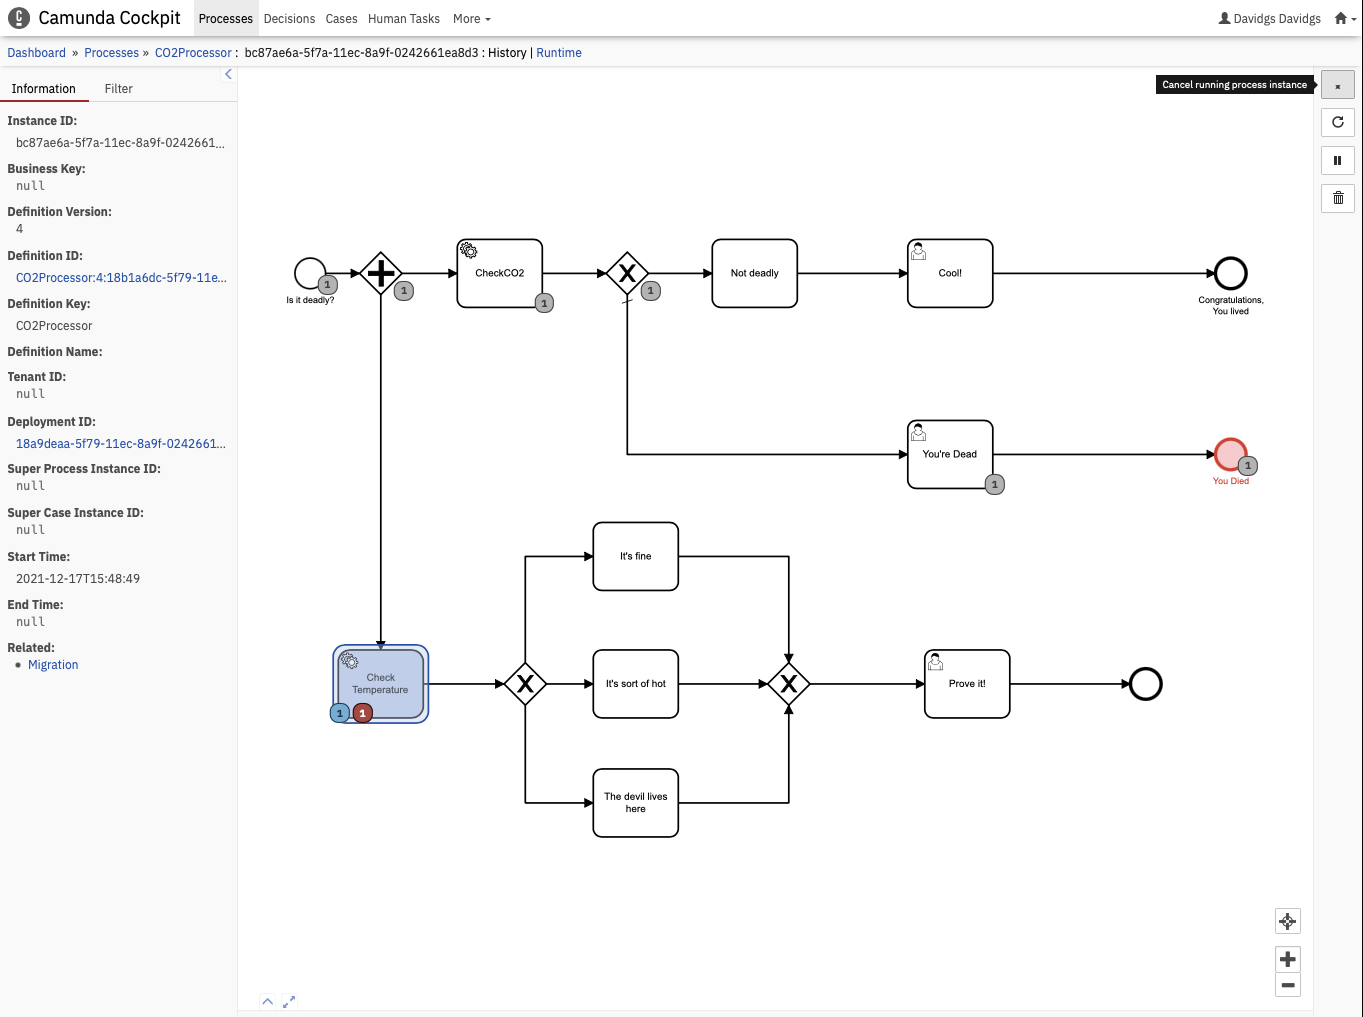 Camunda Cockpit Processes Decisions Cases Human Tasks More Davidgs Davidgs
Dashboard » Processes » CO2Processor : bc87ae6a-5f7a-11ec-8a9f-0242661ea8d3 : History | Runtime
Information Filter
Cancel running process instance
Instance ID:
bc87ae6a-5f7a-11ec-8a9f-0242661...
Business Key:
null
Definition Version:
4
Definition ID:
CO2Processor:4:18b1a6dc-5f79-11e...
Definition Key:
CO2Processor
Definition Name:
Tenant ID:
null
Deployment ID:
18a9deaa-5f79-11ec-8a9f-0242661...
Super Process Instance ID:
null
Super Case Instance ID:
null
Start Time:
2021-12-17T15:48:49
End Time:
null
Related:
• Migration
Is it deadly?
1
1
CheckCO2
1
X
1
Not deadly
Cool!
Congratulations,
You lived
You're Dead
1
1
You Died
It's fine
Check
Temperature
1 1
X
It's sort of hot
X
Prove it!
The devil lives
here